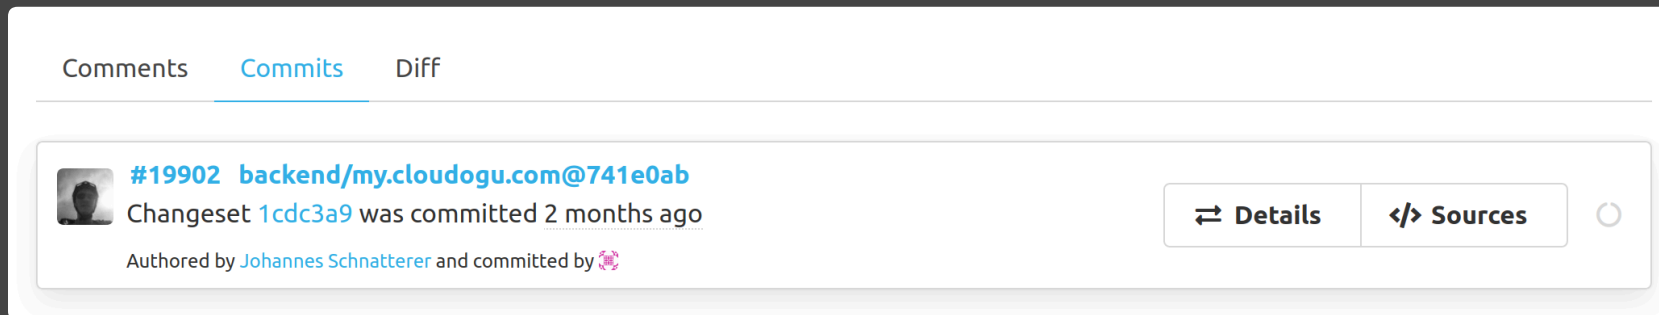 Comments Commits Diff
#19902 backend/my.cloudogu.com@741e0ab
Changeset 1cdc3a9 was committed 2 months ago
Details Sources
Authored by Johannes Schnatterer and committed by